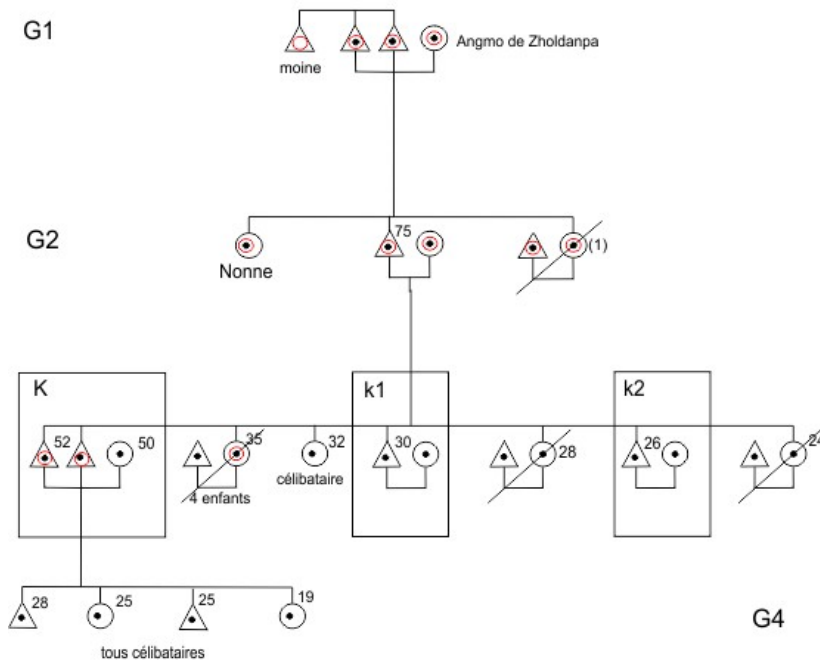 G1
moine
Angmo de Zholdanpa
G2
Nonne
75
(1)
K
k1
k2
52
50
35
4 enfants
32
célibataire
30
28
26
24
28
25
25
19
tous célibataires
G4